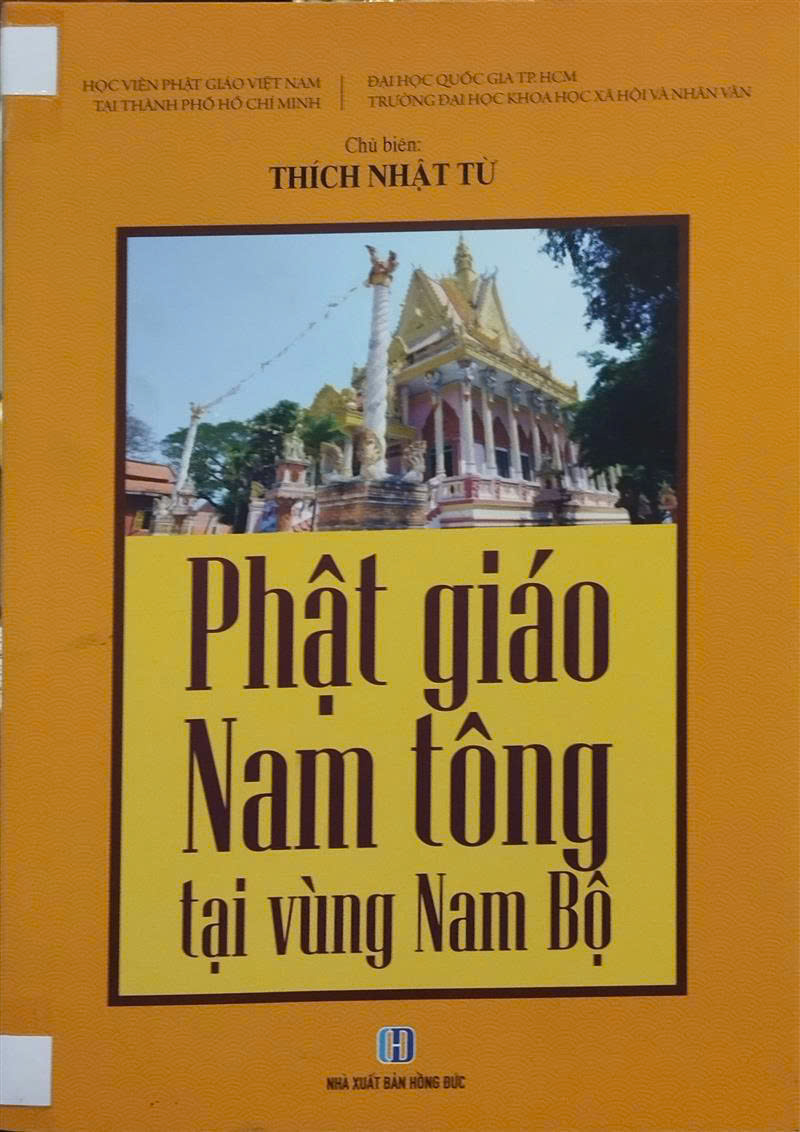 HỌC VIỆN PHẬT GIÁO VIỆT NAM
TẠI THÀNH PHỐ HỒ CHÍ MINH
ĐẠI HỌC QUỐC GIA TP. HCM
TRƯỜNG ĐẠI HỌC KHOA HỌC XÃ HỘI VÀ NHÂN VĂN
Chủ biên:
THÍCH NHẬT TỪ
Phật giáo
Nam tông
tại vùng Nam Bộ
NHÀ XUẤT BẢN HỒNG ĐỨC